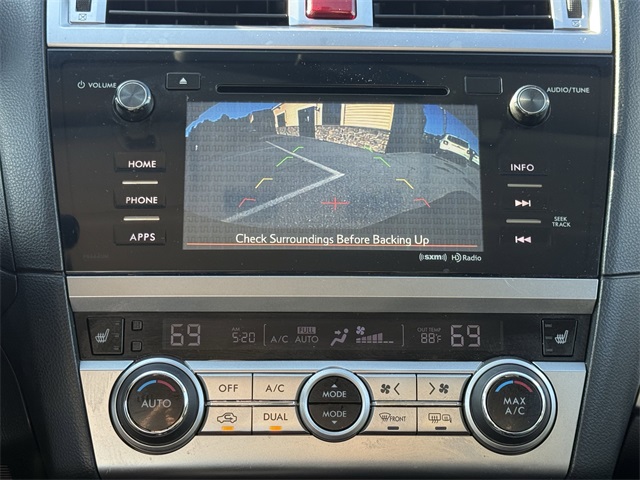 VOLUME
AUDIO/TUNE
HOME
PHONE
APPS
INFO
SEEK
TRACK
Check Surroundings Before Backing Up
((sxm)) HD Radio
69
AM 5:20
A/C
FULL
AUTO
OUT TEMP
88°F
69
AUTO
OFF
A/C
MODE
MODE
DUAL
FRONT
MAX
A/C